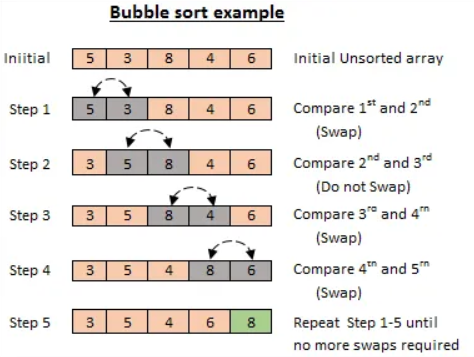 Bubble sort example
Iniitial 5 3 8 4 6 Initial Unsorted array
Step 1 5 3 8 4 6 Compare 1st and 2nd
(Swap)
Step 2 3 5 8 4 6 Compare 2nd and 3rd
(Do not Swap)
Step 3 3 5 8 4 6 Compare 3rd and 4rn
(Swap)
Step 4 3 5 4 8 6 Compare 4tn and 5rn
(Swap)
Step 5 3 5 4 6 8 Repeat Step 1-5 until
no more swaps required